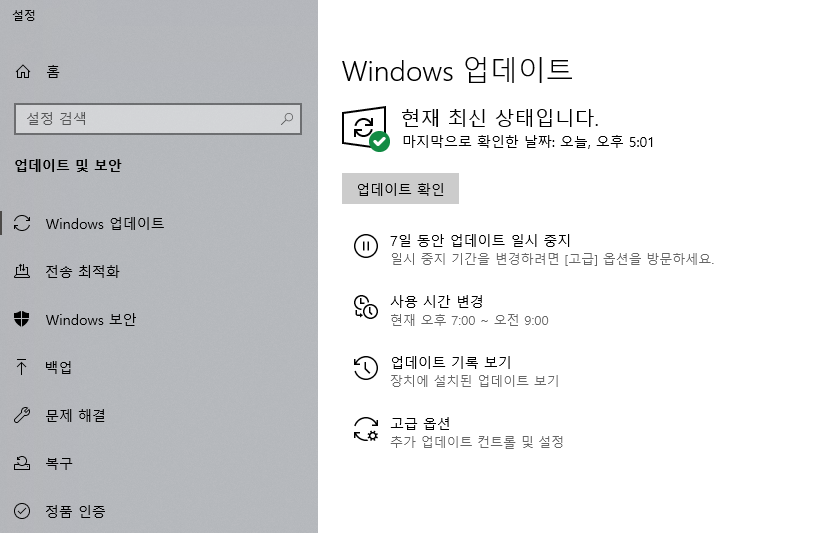 설정
홈
설정 검색
업데이트 및 보안
Windows 업데이트
전송 최적화
Windows 보안
백업
문제 해결
복구
정품 인증
Windows 업데이트
현재 최신 상태입니다.
마지막으로 확인한 날짜: 오늘, 오후 5:01
업데이트 확인
7일 동안 업데이트 일시 중지
일시 중지 기간을 변경하려면 [고급] 옵션을 방문하세요.
사용 시간 변경
현재 오후 7:00 ~ 오전 9:00
업데이트 기록 보기
장치에 설치된 업데이트 보기
고급 옵션
추가 업데이트 컨트롤 및 설정